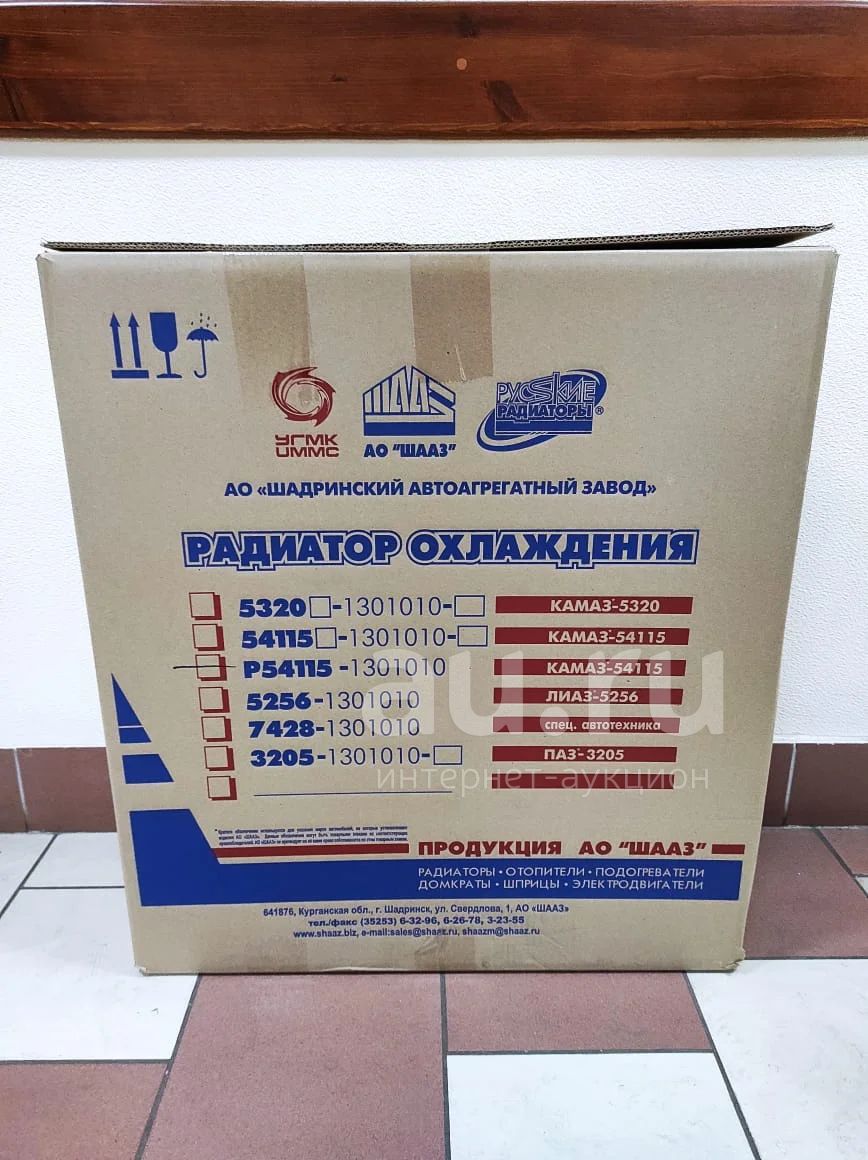 УГМК
UMMC
ШААЗ
АО "ШААЗ"
РУССКИЕ
РАДИАТОРЫ®
АО «ШАДРИНСКИЙ АВТОАГРЕГАТНЫЙ ЗАВОД»
РАДИАТОР ОХЛАЖДЕНИЯ
5320 -1301010- КАМАЗ-5320
54115 -1301010- КАМАЗ-54115
Р54115 -1301010 КАМАЗ-54115
5256-1301010 ЛИАЗ-5256
7428-1301010 спец. автотехника
3205-1301010- ПАЗ-3205
au.ru
интернет-аукцион
ПРОДУКЦИЯ АО "ШААЗ"
РАДИАТОРЫ · ОТОПИТЕЛИ · ПОДОГРЕВАТЕЛИ
ДОМКРАТЫ · ШПРИЦЫ · ЭЛЕКТРОДВИГАТЕЛИ
641876, Курганская обл., г. Шадринск, ул. Свердлова, 1, АО «ШААЗ»
тел./факс (35253) 6-32-96, 6-26-78, 3-23-55
www.shaaz.biz, e-mail:sales@shaaz.ru, shaazm@shaaz.ru